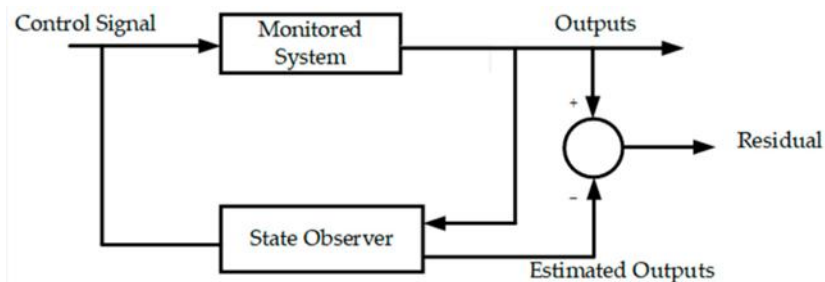 Control Signal
Monitored
System
Outputs
+
Residual
−
State Observer
Estimated Outputs